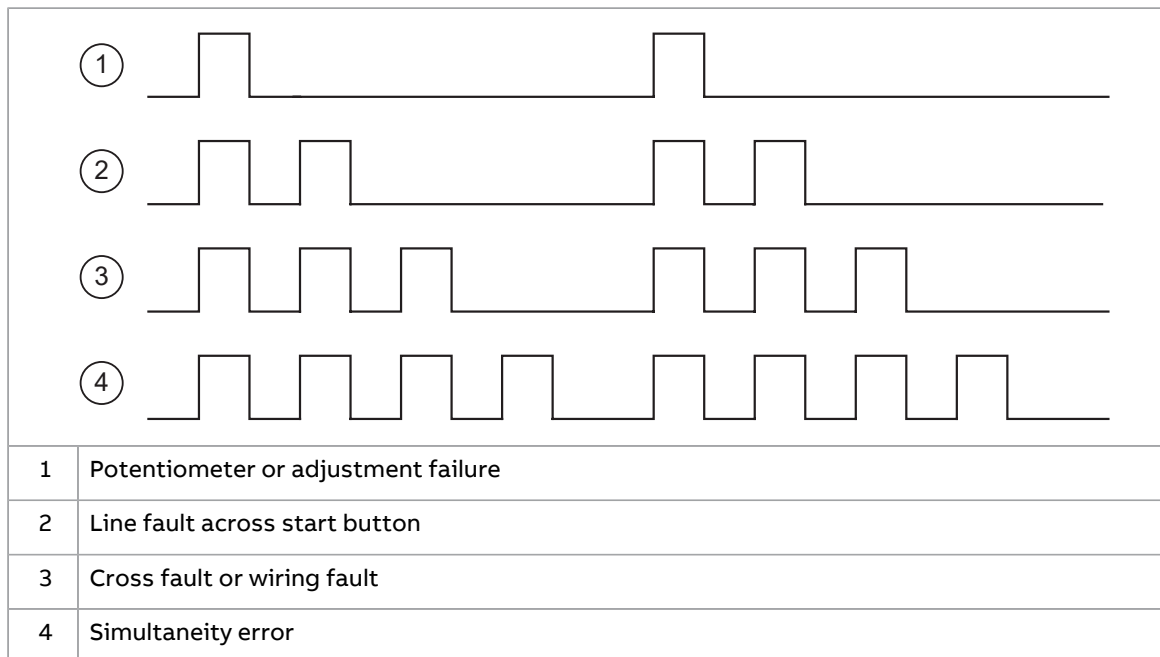 1
2
3
4
1 Potentiometer or adjustment failure
2 Line fault across start button
3 Cross fault or wiring fault
4 Simultaneity error